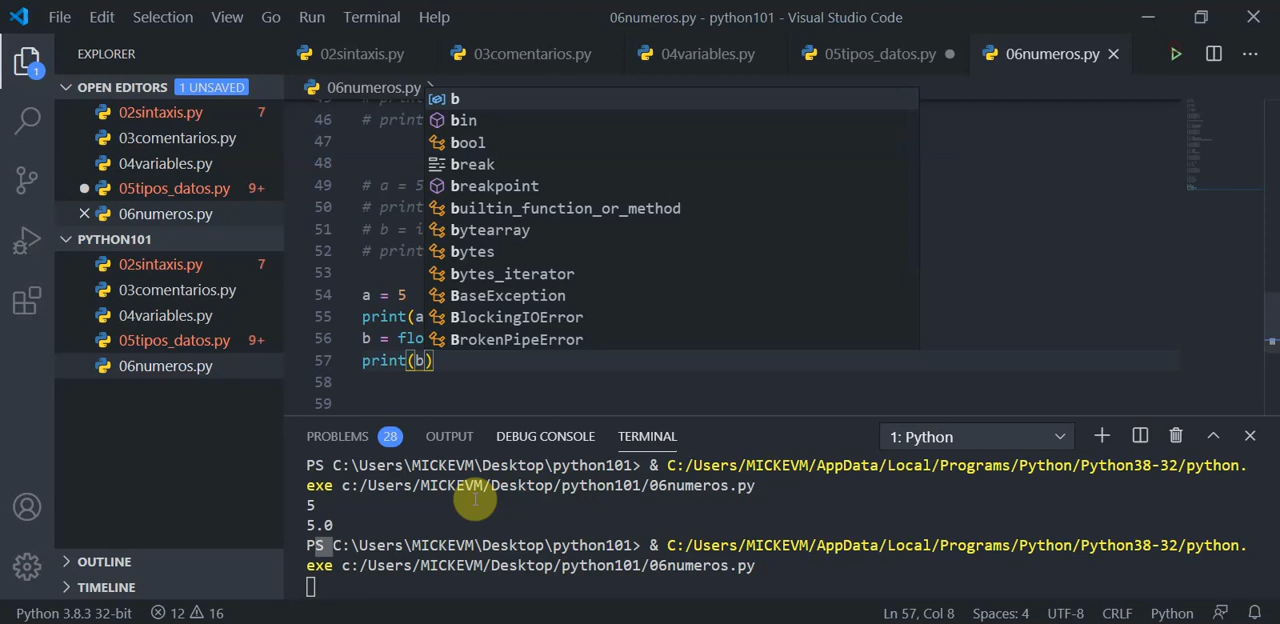 File Edit Selection View Go Run Terminal Help 06numeros.py - python101 - Visual Studio Code
EXPLORER 02sintaxis.py 03comentarios.py 04variables.py 05tipos_datos.py 06numeros.py
OPEN EDITORS 1 UNSAVED
02sintaxis.py 7
03comentarios.py
04variables.py
05tipos_datos.py 9+
06numeros.py
PYTHON101
02sintaxis.py 7
03comentarios.py
04variables.py
05tipos_datos.py 9+
06numeros.py
OUTLINE
TIMELINE
1
06numeros.py
b
bin
bool
break
breakpoint
builtin_function_or_method
bytearray
bytes
bytes_iterator
BaseException
BlockingIOError
BrokenPipeError
46 # print
47
48
49 # a = 5
50 # print
51 # b = i
52 # print
53
54 a = 5
55 print(a
56 b = flo
57 print(b)
58
59
PROBLEMS 28 OUTPUT DEBUG CONSOLE TERMINAL 1: Python
PS C:\Users\MICKEVM\Desktop\python101> & C:/Users/MICKEVM/AppData/Local/Programs/Python/Python38-32/python.
exe c:/Users/MICKEVM/Desktop/python101/06numeros.py
5
5.0
PS C:\Users\MICKEVM\Desktop\python101> & C:/Users/MICKEVM/AppData/Local/Programs/Python/Python38-32/python.
exe c:/Users/MICKEVM/Desktop/python101/06numeros.py
Python 3.8.3 32-bit 12 16 Ln 57, Col 8 Spaces: 4 UTF-8 CRLF Python